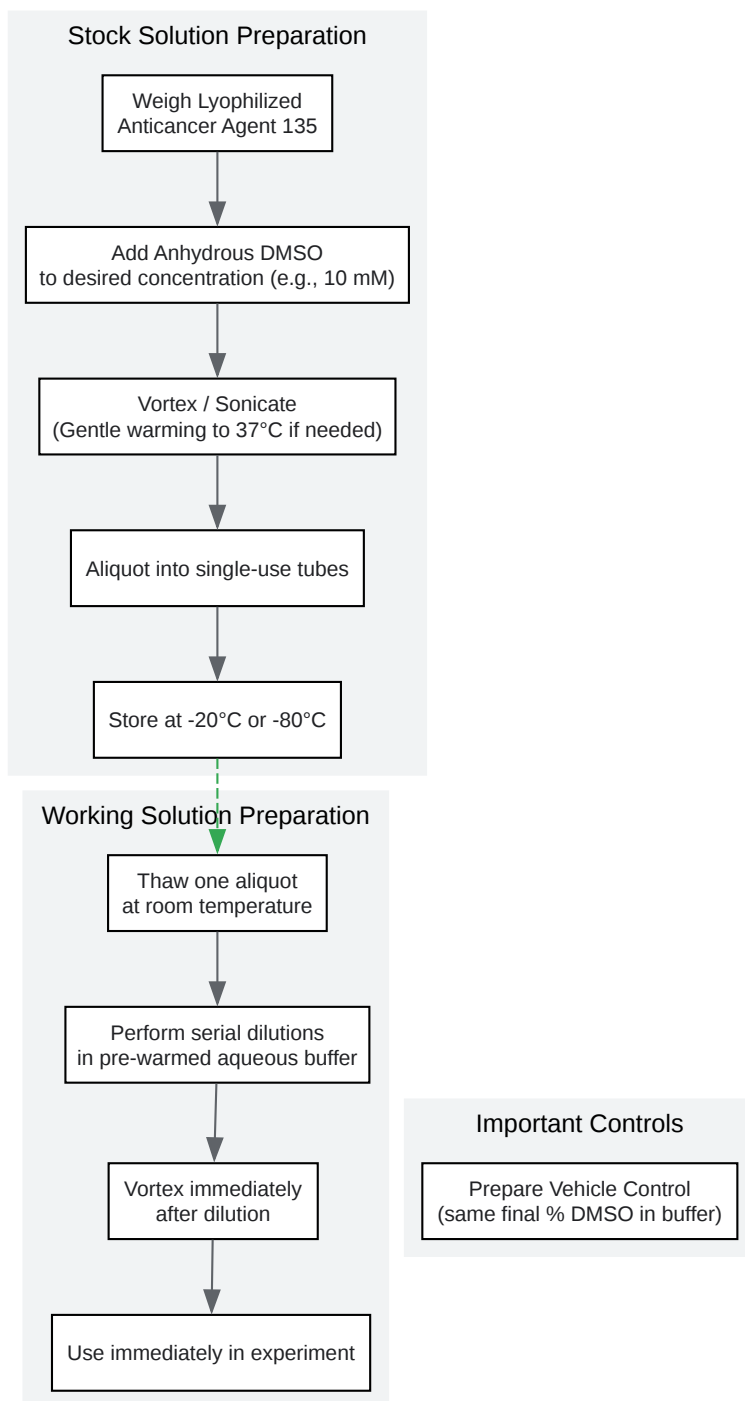 Stock Solution Preparation
Weigh Lyophilized
Anticancer Agent 135
Add Anhydrous DMSO
to desired concentration (e.g., 10 mM)
Vortex / Sonicate
(Gentle warming to 37°C if needed)
Aliquot into single-use tubes
Store at -20°C or -80°C
Working Solution Preparation
Thaw one aliquot
at room temperature
Perform serial dilutions
in pre-warmed aqueous buffer
Vortex immediately
after dilution
Use immediately in experiment
Important Controls
Prepare Vehicle Control
(same final % DMSO in buffer)